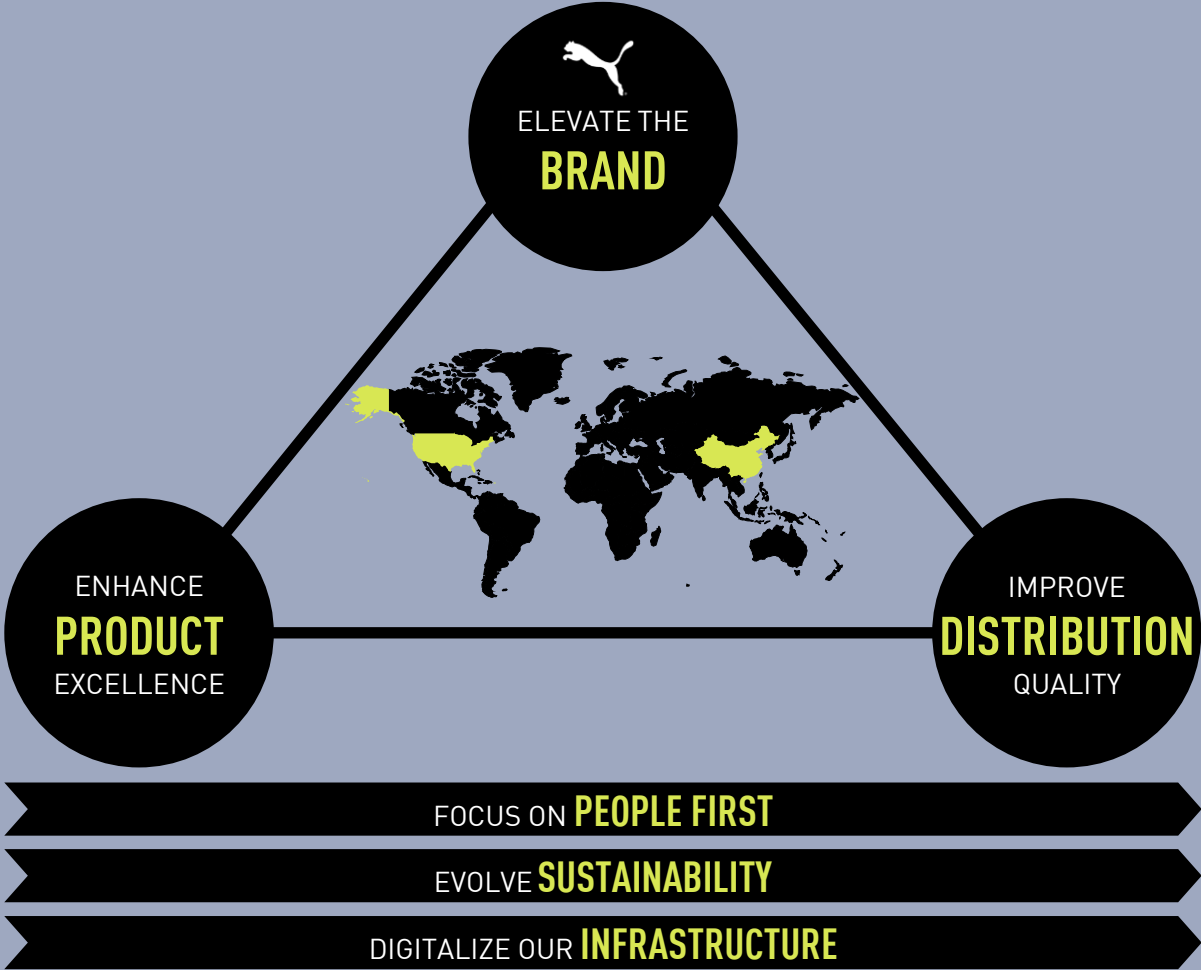 ELEVATE THE
BRAND
ENHANCE
PRODUCT
EXCELLENCE
IMPROVE
DISTRIBUTION
QUALITY
FOCUS ON PEOPLE FIRST
EVOLVE SUSTAINABILITY
DIGITALIZE OUR INFRASTRUCTURE